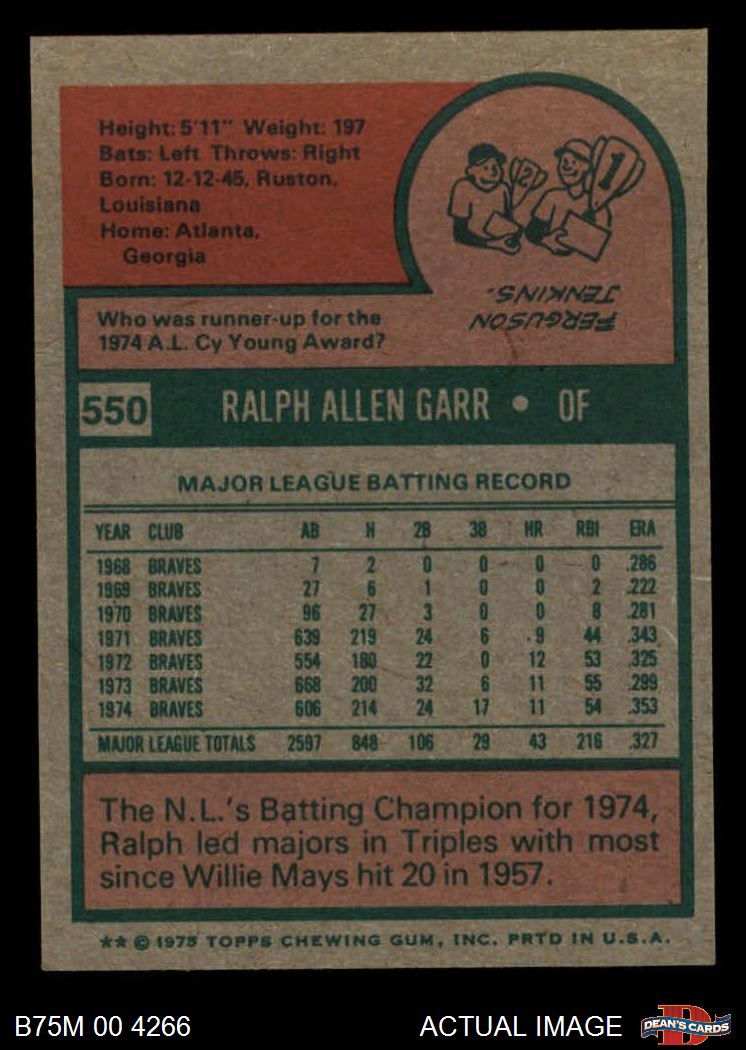 Height: 5'11" Weight: 197
Bats: Left Throws: Right
Born: 12-12-45, Ruston,
Louisiana
Home: Atlanta,
Georgia
2
1
FERGUSON
JENKINS.
Who was runner-up for the
1974 A.L. Cy Young Award?
550 RALPH ALLEN GARR • OF
MAJOR LEAGUE BATTING RECORD
YEAR CLUB AB H 2B 3B HR RBI ERA
1968 BRAVES 7 2 0 0 0 0 .286
1969 BRAVES 27 6 1 0 0 2 .222
1970 BRAVES 96 27 3 0 0 8 .281
1971 BRAVES 639 219 24 6 9 44 .343
1972 BRAVES 554 180 22 0 12 53 .325
1973 BRAVES 668 200 32 6 11 55 .299
1974 BRAVES 606 214 24 17 11 54 .353
MAJOR LEAGUE TOTALS 2597 848 106 29 43 216 .327
The N.L.'s Batting Champion for 1974,
Ralph led majors in Triples with most
since Willie Mays hit 20 in 1957.
** © 1975 TOPPS CHEWING GUM, INC. PRTD IN U.S.A.
B75M 00 4266 ACTUAL IMAGE D DEAN'S CARDS